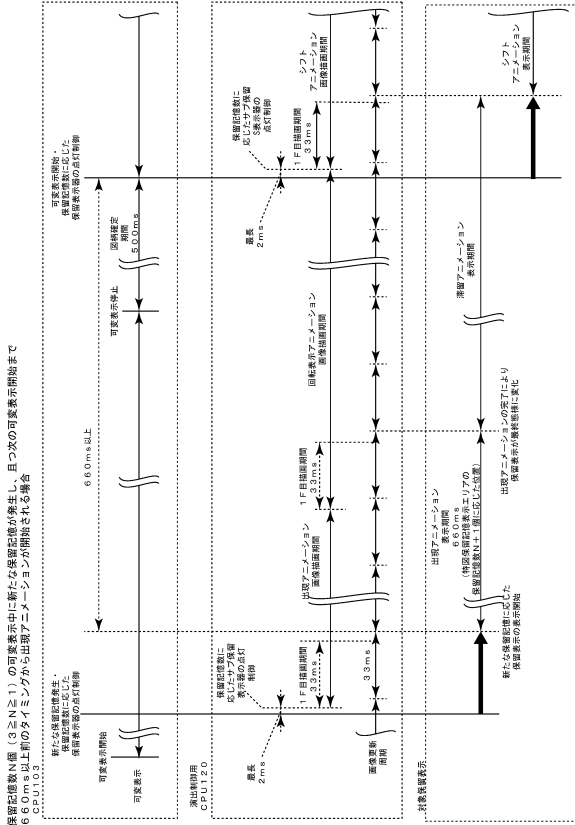 保留記憶数N個（3≧N≧1）の可変表示中に新たな保留記憶が発生し、且つ次の可変表示開始まで
660ms以上前のタイミングから出現アニメーションが開始される場合
CPU103
新たな保留記憶発生・
保留記憶数に応じた
保留表示器の点灯制御
可変表示開始・
保留記憶数に応じた
保留表示器の点灯制御
660ms以上
可変表示開始
可変表示停止
図柄確定
期間
500ms
可変表示
演出制御用
CPU120
保留記憶数に
応じたサブ保留
表示器の点灯
制御
保留記憶数に
応じたサブ保留
S表示器の
点灯制御
最長
2ms
最長
2ms
1F目描画期間
33ms
出現アニメーション
画像描画期間
1F目描画期間
33ms
回転表示アニメーション
画像描画期間
1F目描画期間
33ms
シフト
アニメーション
画像描画期間
33ms
画像更新
周期
対象保留表示
新たな保留記憶に応じた
保留表示の表示開始
出現アニメーション
表示期間
660ms
（特図保留記憶表示エリアの
保留記憶数N＋1個に応じた位置）
出現アニメーションの完了により
保留表示が最終態様に変化
滞留アニメーション
表示期間
シフト
アニメーション
表示期間